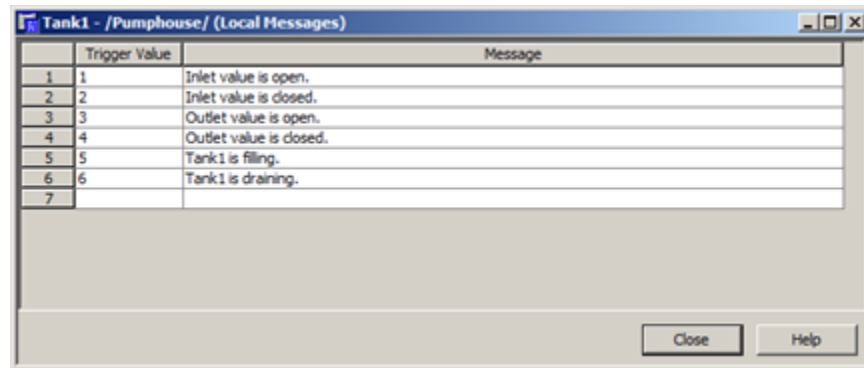 Tank1 - /Pumphouse/ (Local Messages)
Trigger Value Message
1 1 Inlet value is open.
2 2 Inlet value is closed.
3 3 Outlet value is open.
4 4 Outlet value is closed.
5 5 Tank1 is filling.
6 6 Tank1 is draining.
7
Close Help